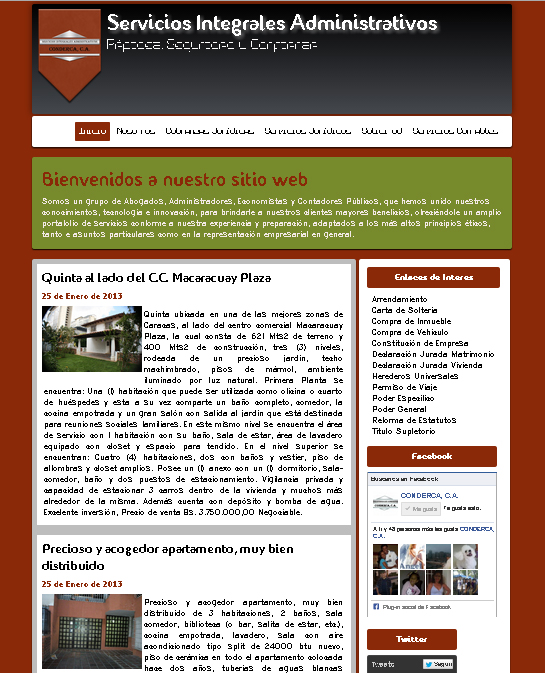 Servicios Integrales Administrativos
Rapidez, Seguridad y Confianza
SERVICIOS INTEGRALES ADMINISTRATIVOS
CONDERCA, C.A.
Inicio Nosotros Cobranzas Jurídicas Servicios Jurídicos Solicitud Servicios Contables
Bienvenidos a nuestro sitio web
Somos un grupo de Abogados, Administradores, Economistas y Contadores Públicos, que hemos unido nuestros
conocimientos, tecnología e innovación, para brindarle a nuestros clientes mayores beneficios, ofreciéndole un amplio
portafolio de servicios conforme a nuestra experiencia y preparación, adaptados a los más altos principios éticos,
tanto a asuntos particulares como en la representación empresarial en general.
Quinta al lado del C.C. Macaracuay Plaza
25 de Enero de 2013
Quinta ubicada en una de las mejores zonas de
Caracas, al lado del centro comercial Macaracuay
Plaza, la cual consta de 621 Mts2 de terreno y
400 Mts2 de construcción, tres (3) niveles,
rodeada de un precioso jardín, techo
machimbrado, pisos de mármol, ambiente
iluminado por luz natural. Primera Planta se
encuentra: Una (1) habitación que puede ser utilizada como oficina o cuarto
de huéspedes y esta a su vez comparte un baño completo, comedor, la
cocina empotrada y un gran salón con salida al jardín que está destinada
para reuniones sociales familiares. En este mismo nivel se encuentra el área
de servicio con 1 habitación con su baño, sala de estar, área de lavadero
equipado con closet y espacio para tendido. En el nivel superior se
encuentran: Cuatro (4) habitaciones, dos con baños y vestier, piso de
alfombras y closet amplios. Posee un (1) anexo con un (1) dormitorio, sala-
comedor, baño y dos puestos de estacionamiento. Vigilancia privada y
capacidad de estacionar 3 carros dentro de la vivienda y muchos más
alrededor de la misma. Además cuenta con depósito y bomba de agua.
Excelente inversión, Precio de venta Bs. 3.750.000,00 Negociable.
Precioso y acogedor apartamento, muy bien
distribuido
25 de Enero de 2013
Precioso y acogedor apartamento, muy bien
distribuido de 3 habitaciones, 2 baños, sala
comedor, biblioteca (o bar, salita de estar, etc.),
cocina empotrada, lavadero, sala con aire
acondicionado tipo split de 24000 btu nuevo,
piso de cerámica en todo el apartamento colocada
hace dos años, tuberías de aguas blancas
Enlaces de Interes
Arrendamiento
Carta de Soltería
Compra de Inmueble
Compra de Vehículo
Constitución de Empresa
Declaración Jurada Matrimonio
Declaración Jurada Vivienda
Herederos Universales
Permiso de Viaje
Poder Específico
Poder General
Reforma de Estatutos
Título Supletorio
Facebook
Búscanos en Facebook
CONDERCA, C.A.
Me gusta Te gusta esto.
A ti y 48 personas más les gusta CONDERCA,
C.A.
Plug-in social de Facebook
Twitter
Tweets Seguir